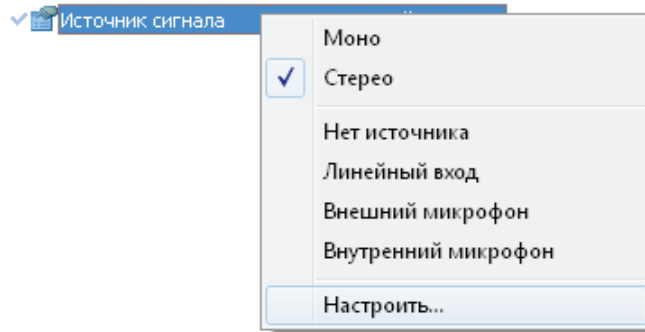 Источник сигнала
Моно
Стерео
Нет источника
Линейный вход
Внешний микрофон
Внутренний микрофон
Настроить...